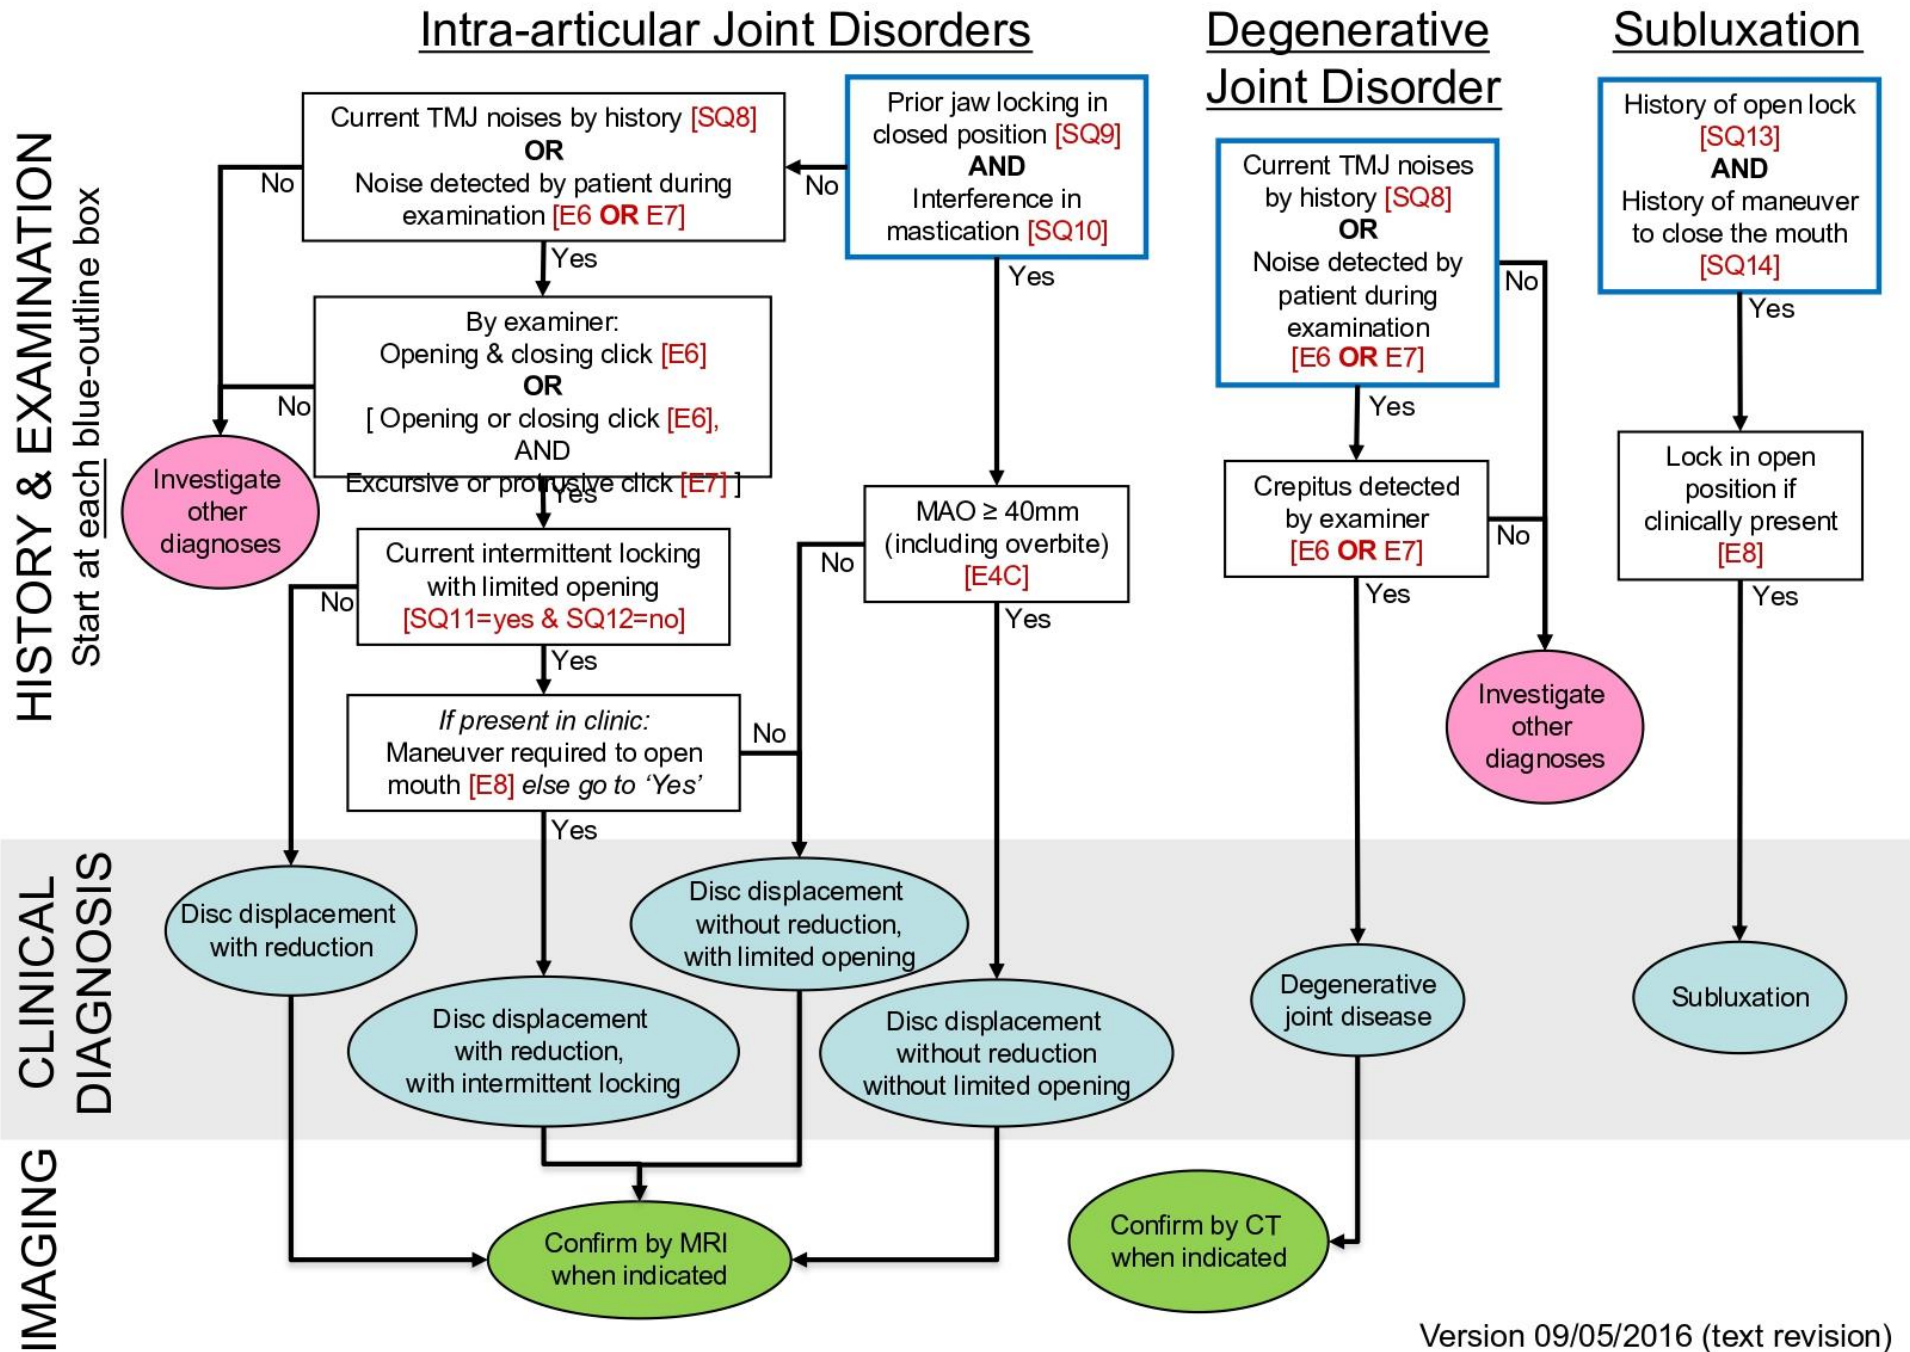 Intra-articular Joint Disorders
Degenerative
Joint Disorder
Subluxation
HISTORY & EXAMINATION
Start at each blue-outline box
Current TMJ noises by history [SQ8]
OR
Noise detected by patient during
examination [E6 OR E7]
No
Yes
Prior jaw locking in
closed position [SQ9]
AND
Interference in
mastication [SQ10]
No
Yes
By examiner:
Opening & closing click [E6]
OR
[ Opening or closing click [E6],
AND
Excursive or protrusive click [E7] ]
No
Yes
Investigate
other
diagnoses
Current intermittent locking
with limited opening
[SQ11=yes & SQ12=no]
No
Yes
If present in clinic:
Maneuver required to open
mouth [E8] else go to ‘Yes’
No
Yes
MAO ≥ 40mm
(including overbite)
[E4C]
No
Yes
Current TMJ noises
by history [SQ8]
OR
Noise detected by
patient during
examination
[E6 OR E7]
No
Yes
Crepitus detected
by examiner
[E6 OR E7]
No
Yes
Investigate
other
diagnoses
History of open lock
[SQ13]
AND
History of maneuver
to close the mouth
[SQ14]
Yes
Lock in open
position if
clinically present
[E8]
Yes
CLINICAL
DIAGNOSIS
Disc displacement
with reduction
Disc displacement
with reduction,
with intermittent locking
Disc displacement
without reduction,
with limited opening
Disc displacement
without reduction
without limited opening
Degenerative
joint disease
Subluxation
IMAGING
Confirm by MRI
when indicated
Confirm by CT
when indicated
Version 09/05/2016 (text revision)